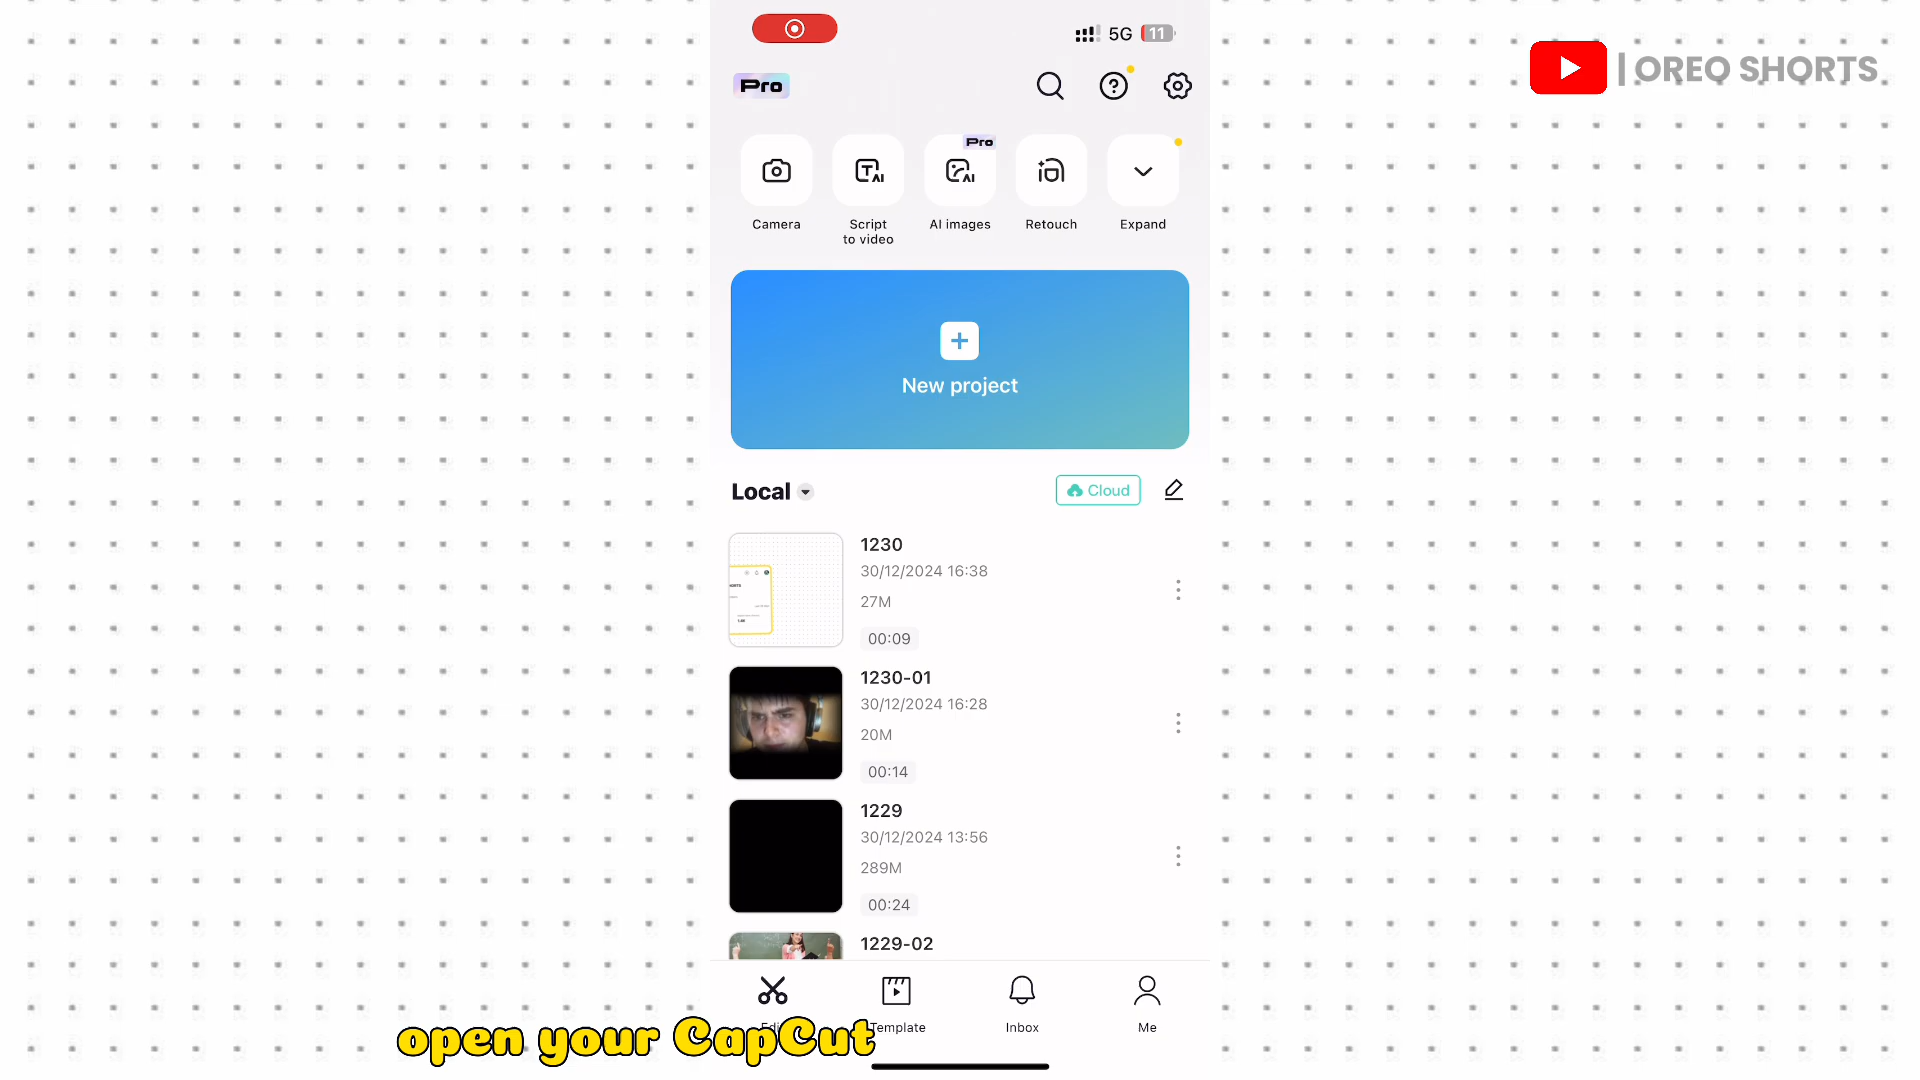 5G 11
| OREO SHORTS
Pro
Pro
Camera
Script
to video
AI images
Retouch
Expand
New project
Local
Cloud
1230
30/12/2024 16:38
27M
00:09
1230-01
30/12/2024 16:28
20M
00:14
1229
30/12/2024 13:56
289M
00:24
1229-02
Template
Inbox
Me
open your CapCut